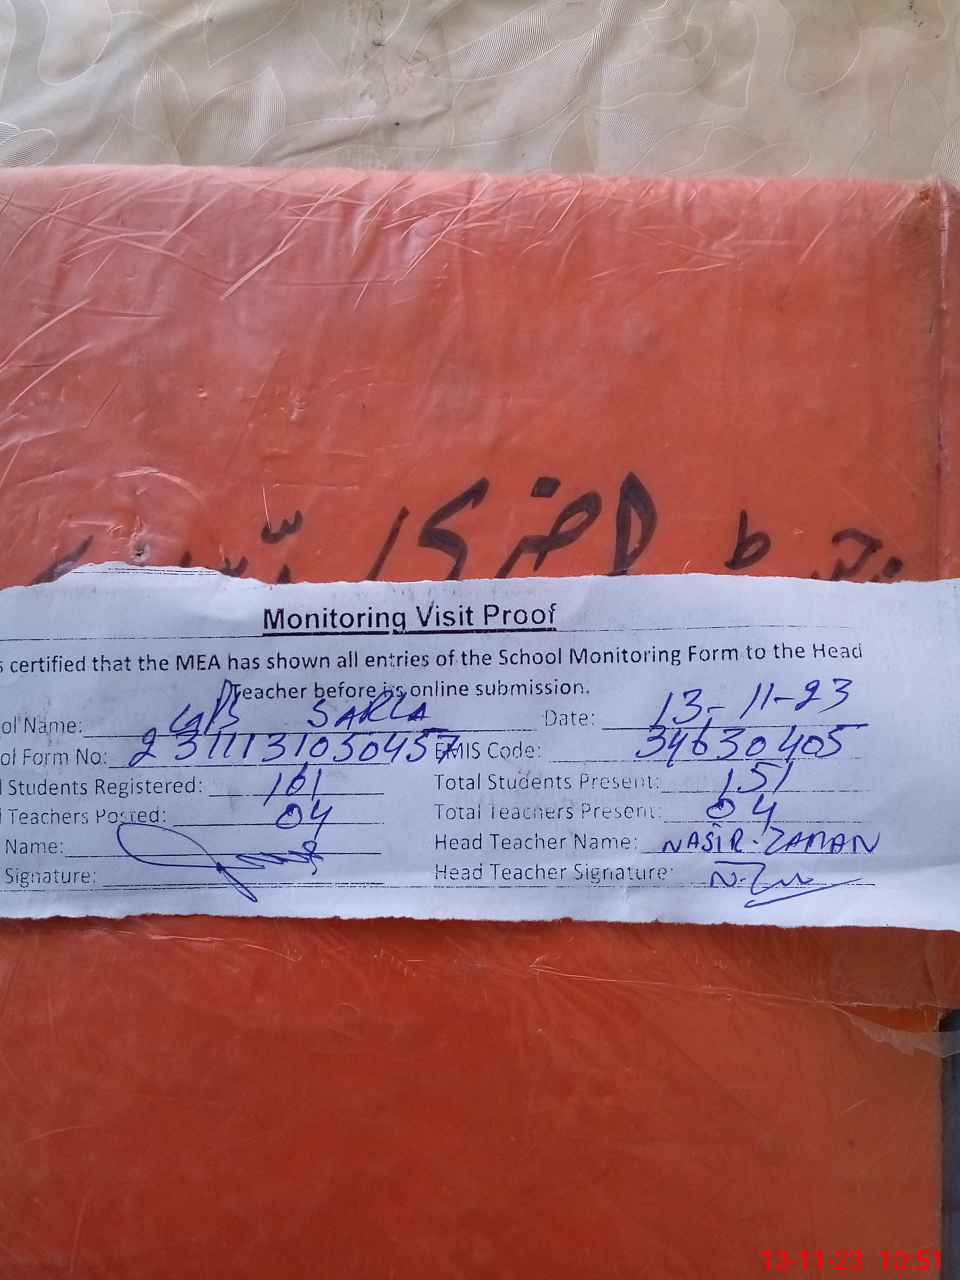 رجسٹر حاضری
Monitoring Visit Proof
s certified that the MEA has shown all entries of the School Monitoring Form to the Head
Teacher before its online submission.
ol Name: GPS SARLA Date: 13-11-23
ol Form No: 2311131050457 EMIS Code: 34630405
l Students Registered: 161 Total Students Present: 151
l Teachers Posted: 04 Total Teachers Present: 04
Name: Head Teacher Name: NASIR-ZAMAN
Signature: Head Teacher Signature:
13-11-23 10:51